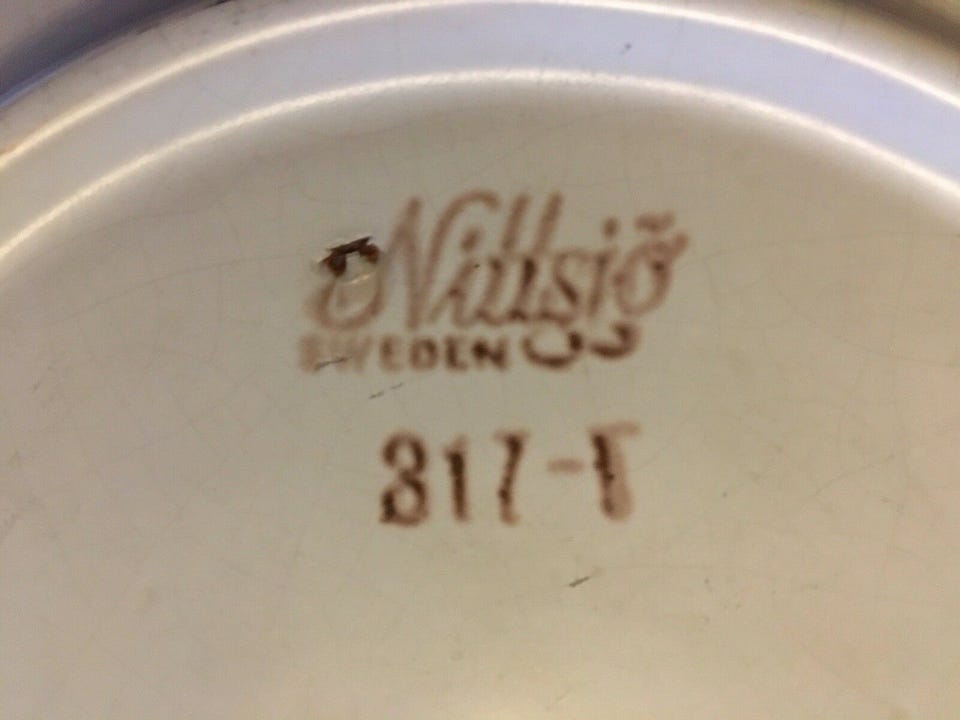 Nittsjö
SWEDEN
317-T